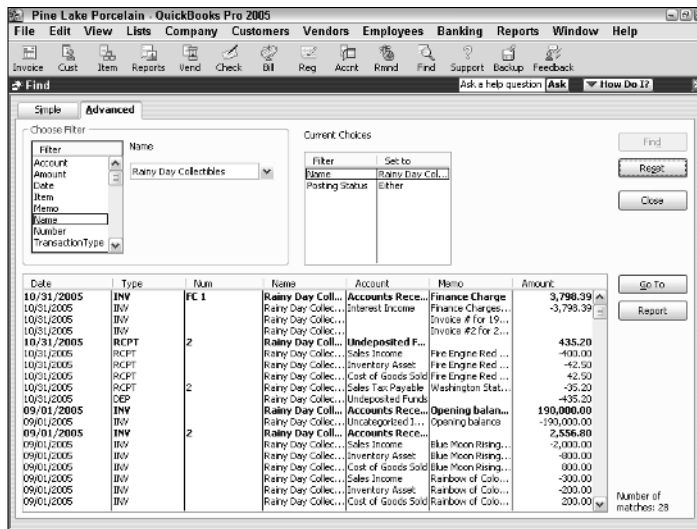 Pine Lake Porcelain - QuickBooks Pro 2005
File Edit View Lists Company Customers Vendors Employees Banking Reports Window Help
Invoice Cust Item Reports Vend Check Bill Reg Accnt Rmnd Find Support Backup Feedback
Find Ask a help question Ask How Do I?
Simple Advanced
Choose Filter
Filter
Account
Amount
Date
Item
Memo
Name
Number
TransactionType
Name
Rainy Day Collectibles
Current Choices
Filter Set to
Name Rainy Day Col...
Posting Status Either
Find
Reset
Close
Date Type Num Name Account Memo Amount
10/31/2005 INV FC 1 Rainy Day Coll... Accounts Rece... Finance Charge 3,798.39
10/31/2005 INV Rainy Day Collec... Interest Income Finance Charges... -3,798.39
10/31/2005 INV Rainy Day Collec... Invoice # for 19...
10/31/2005 INV Rainy Day Collec... Invoice #2 for 2...
10/31/2005 RCPT 2 Rainy Day Coll... Undeposited F... 435.20
10/31/2005 RCPT Rainy Day Collec... Sales Income Fire Engine Red ... -400.00
10/31/2005 RCPT Rainy Day Collec... Inventory Asset Fire Engine Red ... -42.50
10/31/2005 RCPT Rainy Day Collec... Cost of Goods Sold Fire Engine Red ... 42.50
10/31/2005 RCPT 2 Rainy Day Collec... Sales Tax Payable Washington Stat... -35.20
10/31/2005 DEP Rainy Day Collec... Undeposited Funds -435.20
09/01/2005 INV Rainy Day Coll... Accounts Rece... Opening balan... 190,000.00
09/01/2005 INV Rainy Day Collec... Uncategorized I... Opening balance -190,000.00
09/01/2005 INV 2 Rainy Day Coll... Accounts Rece... 2,556.80
09/01/2005 INV Rainy Day Collec... Sales Income Blue Moon Rising... -2,000.00
09/01/2005 INV Rainy Day Collec... Inventory Asset Blue Moon Rising... -800.00
09/01/2005 INV Rainy Day Collec... Cost of Goods Sold Blue Moon Rising... 800.00
09/01/2005 INV Rainy Day Collec... Sales Income Rainbow of Colo... -300.00
09/01/2005 INV Rainy Day Collec... Inventory Asset Rainbow of Colo... -200.00
09/01/2005 INV Rainy Day Collec... Cost of Goods Sold Rainbow of Colo... 200.00
Go To
Report
Number of
matches: 28